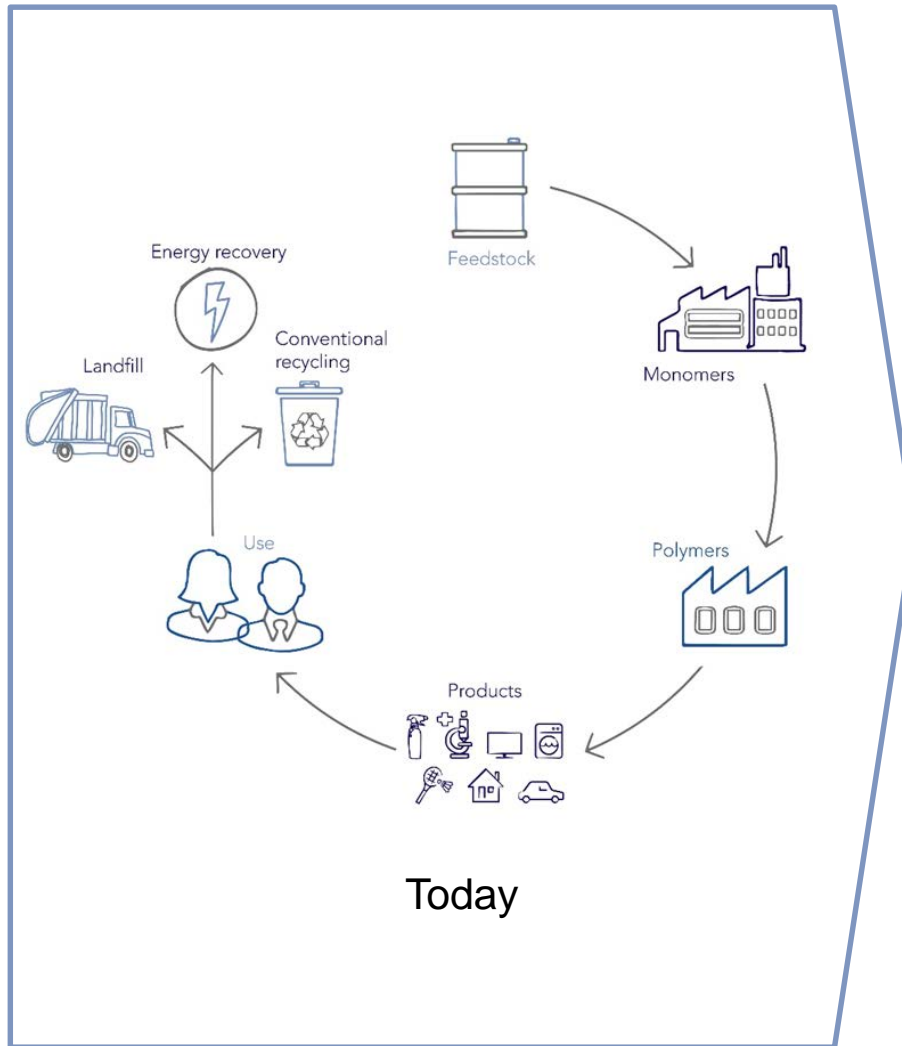 Feedstock
Monomers
Polymers
Products
Use
Landfill
Energy recovery
Conventional
recycling
Today